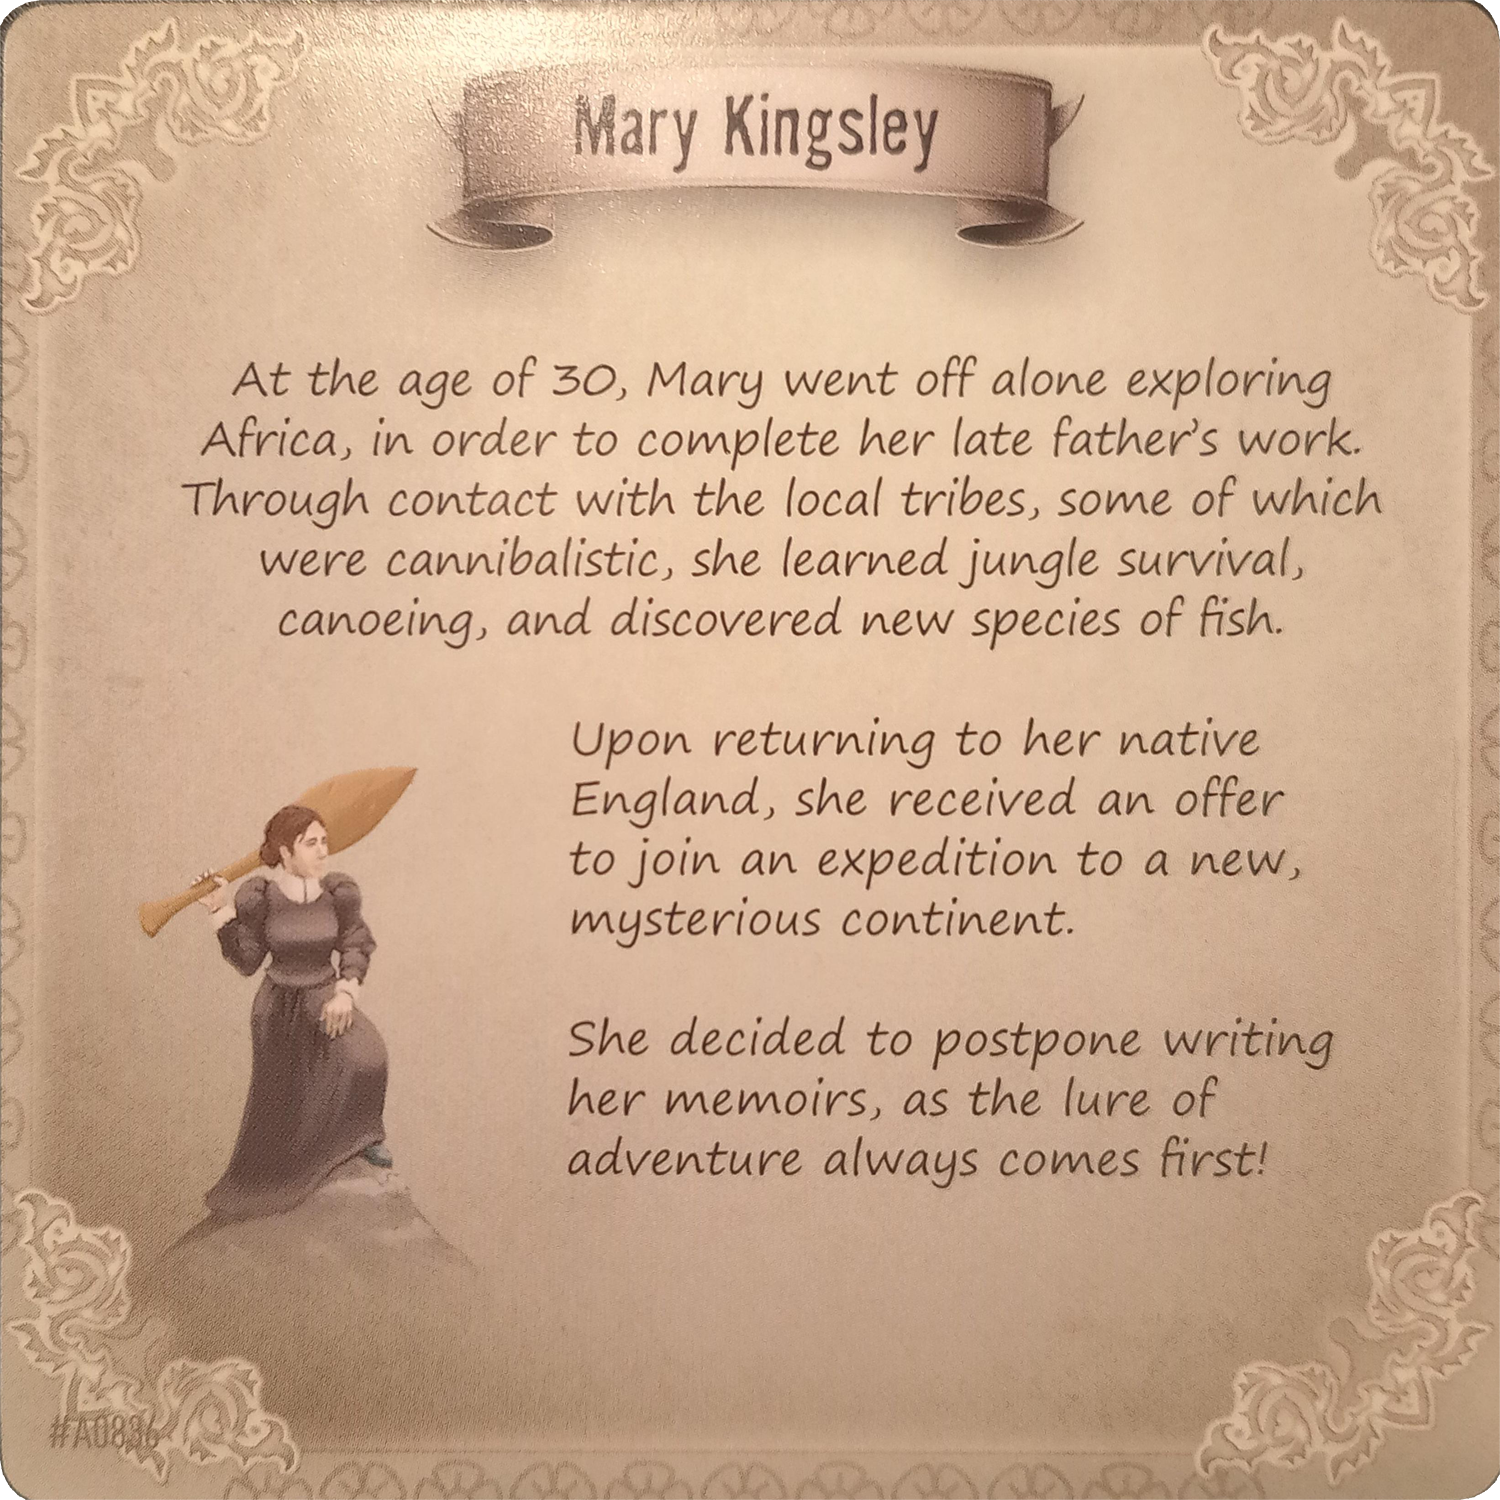 Mary Kingsley
At the age of 30, Mary went off alone exploring
Africa, in order to complete her late father's work.
Through contact with the local tribes, some of which
were cannibalistic, she learned jungle survival,
canoeing, and discovered new species of fish.
Upon returning to her native
England, she received an offer
to join an expedition to a new,
mysterious continent.
She decided to postpone writing
her memoirs, as the lure of
adventure always comes first!
#A0836